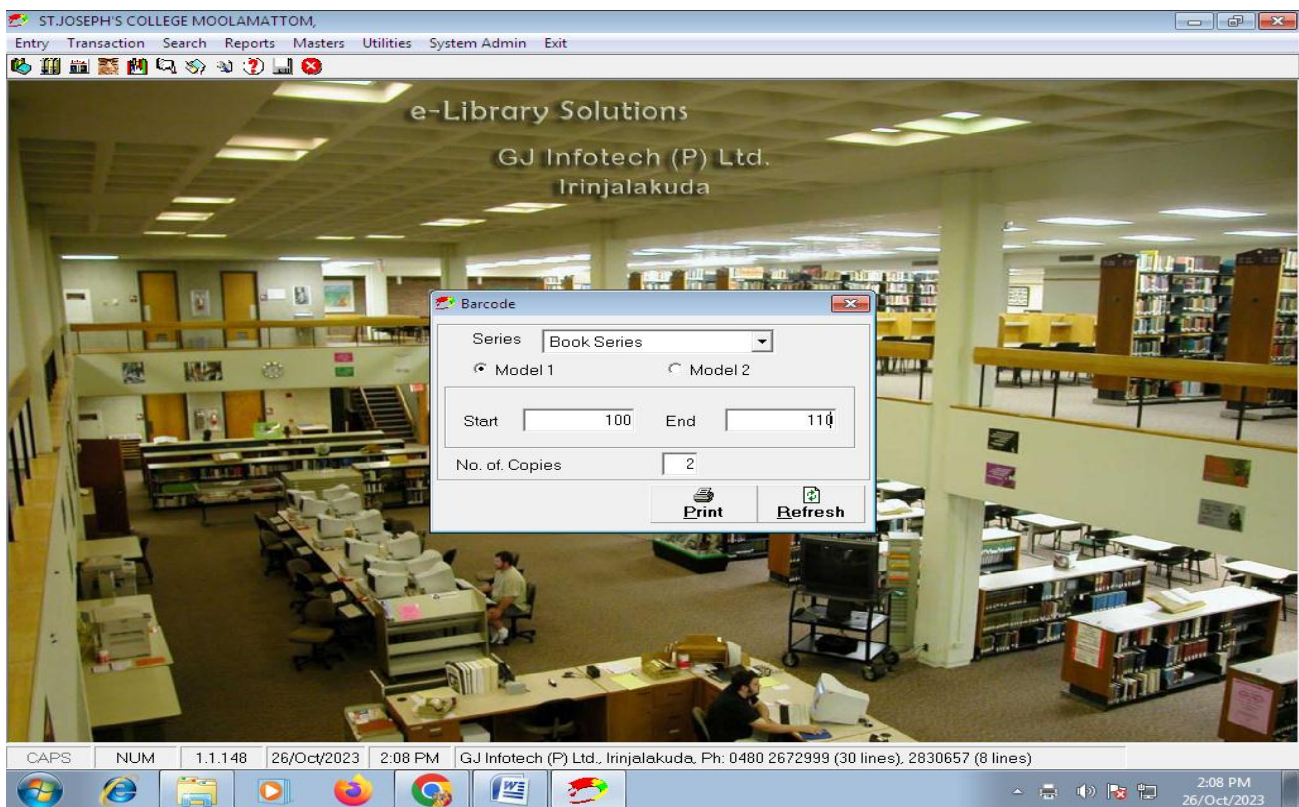 ST.JOSEPH'S COLLEGE MOOLAMATTOM,
Entry Transaction Search Reports Masters Utilities System Admin Exit
e-Library Solutions
GJ Infotech (P) Ltd.
Irinjalakuda
Barcode
Series Book Series
Model 1 Model 2
Start 100 End 110
No. of. Copies 2
Print Refresh
CAPS NUM 1.1.148 26/Oct/2023 2:08 PM GJ Infotech (P) Ltd., Irinjalakuda, Ph: 0480 2672999 (30 lines), 2830657 (8 lines)
2:08 PM
26/Oct/2023